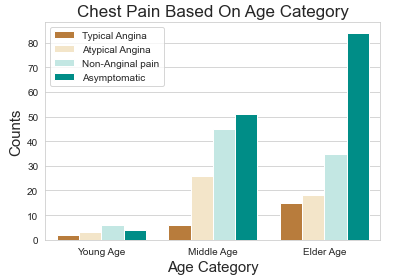 Chest Pain Based On Age Category
Typical Angina
Atypical Angina
Non-Anginal pain
Asymptomatic
Counts
80
70
60
50
40
30
20
10
0
Young Age
Middle Age
Elder Age
Age Category